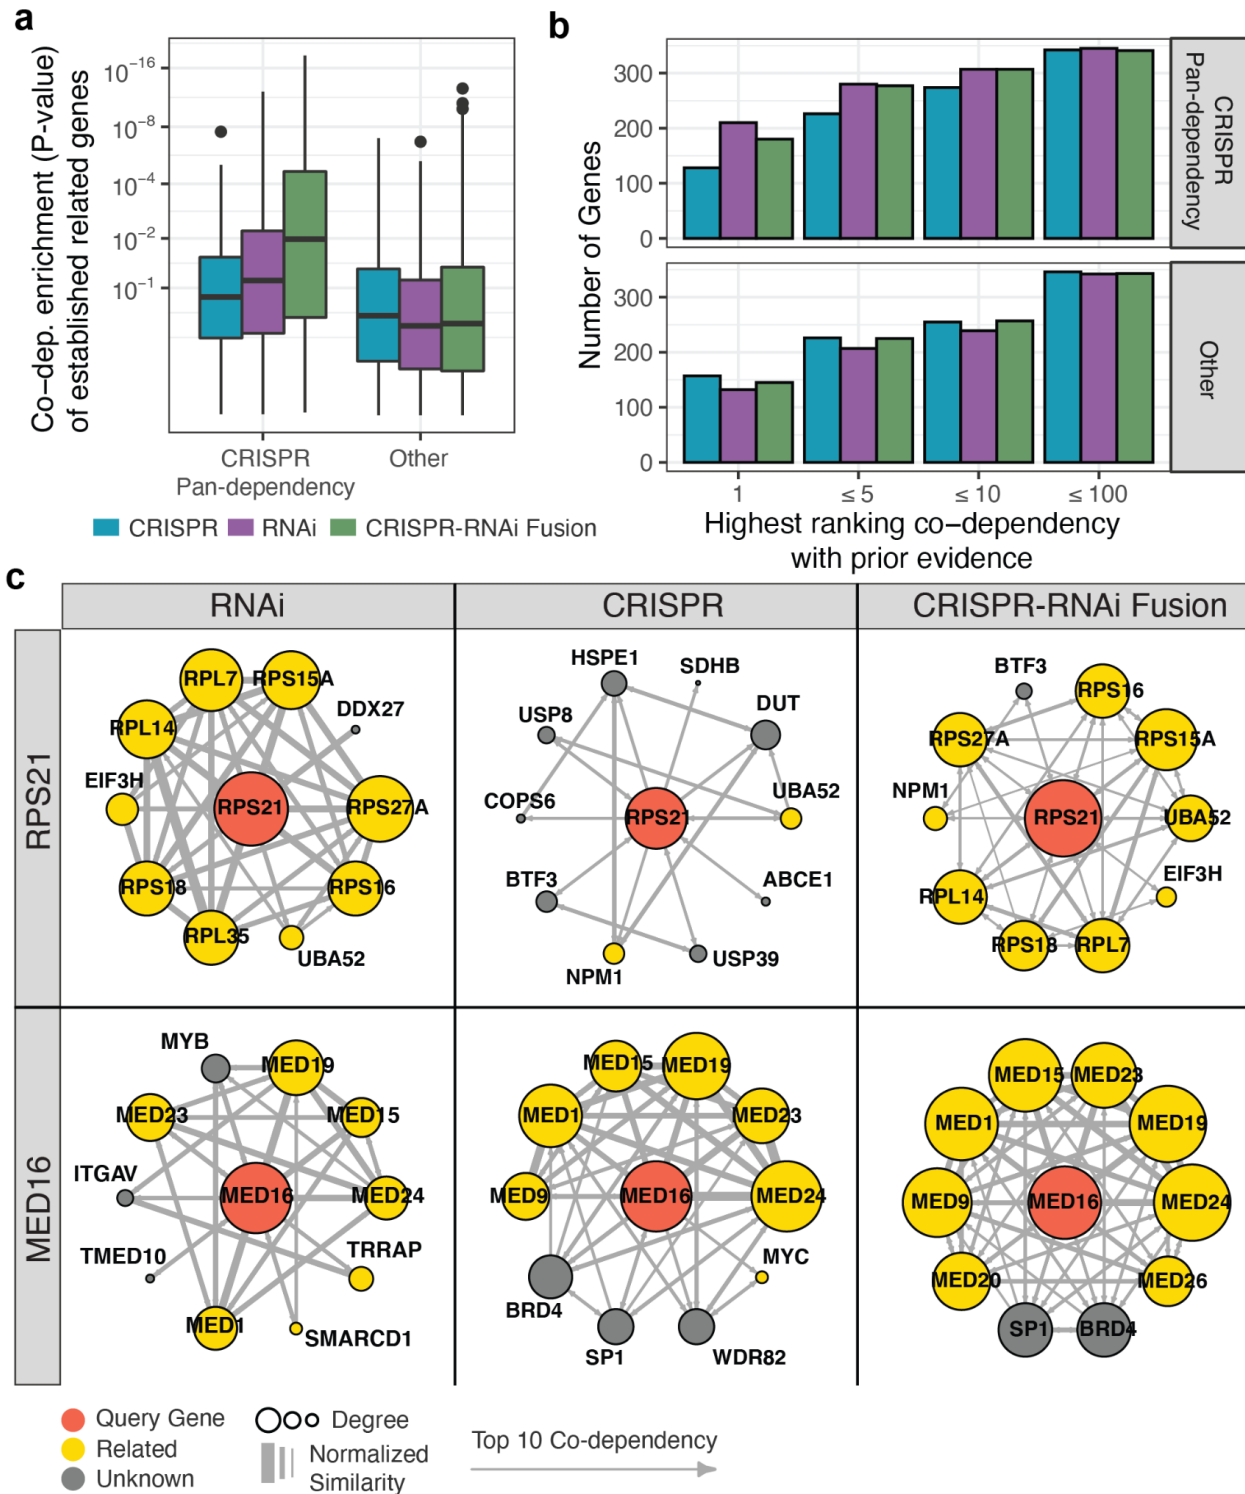 a
Co−dep. enrichment (P-value)
of established related genes
10−16
10−8
10−4
10−2
10−1
CRISPR
Pan−dependency
Other
CRISPR
RNAi
CRISPR-RNAi Fusion
b
Number of Genes
300
200
100
0
300
200
100
0
CRISPR
Pan−dependency
Other
1
≤ 5
≤ 10
≤ 100
Highest ranking co−dependency
with prior evidence
c
RNAi
CRISPR
CRISPR-RNAi Fusion
RPS21
RPL7
RPS15A
DDX27
RPL14
EIF3H
RPS21
RPS27A
RPS18
RPS16
RPL35
UBA52
HSPE1
SDHB
USP8
DUT
COPS6
UBA52
RPS21
BTF3
ABCE1
NPM1
USP39
BTF3
RPS16
RPS27A
RPS15A
NPM1
RPS21
UBA52
EIF3H
RPL14
RPS18
RPL7
MED16
MYB
MED19
MED23
MED15
ITGAV
MED16
MED24
TMED10
TRRAP
MED1
SMARCD1
MED15
MED19
MED1
MED23
MED9
MED16
MED24
MYC
BRD4
SP1
WDR82
MED15
MED23
MED1
MED19
MED9
MED16
MED24
MED20
MED26
SP1
BRD4
Query Gene
Related
Unknown
Degree
Normalized
Similarity
Top 10 Co-dependency